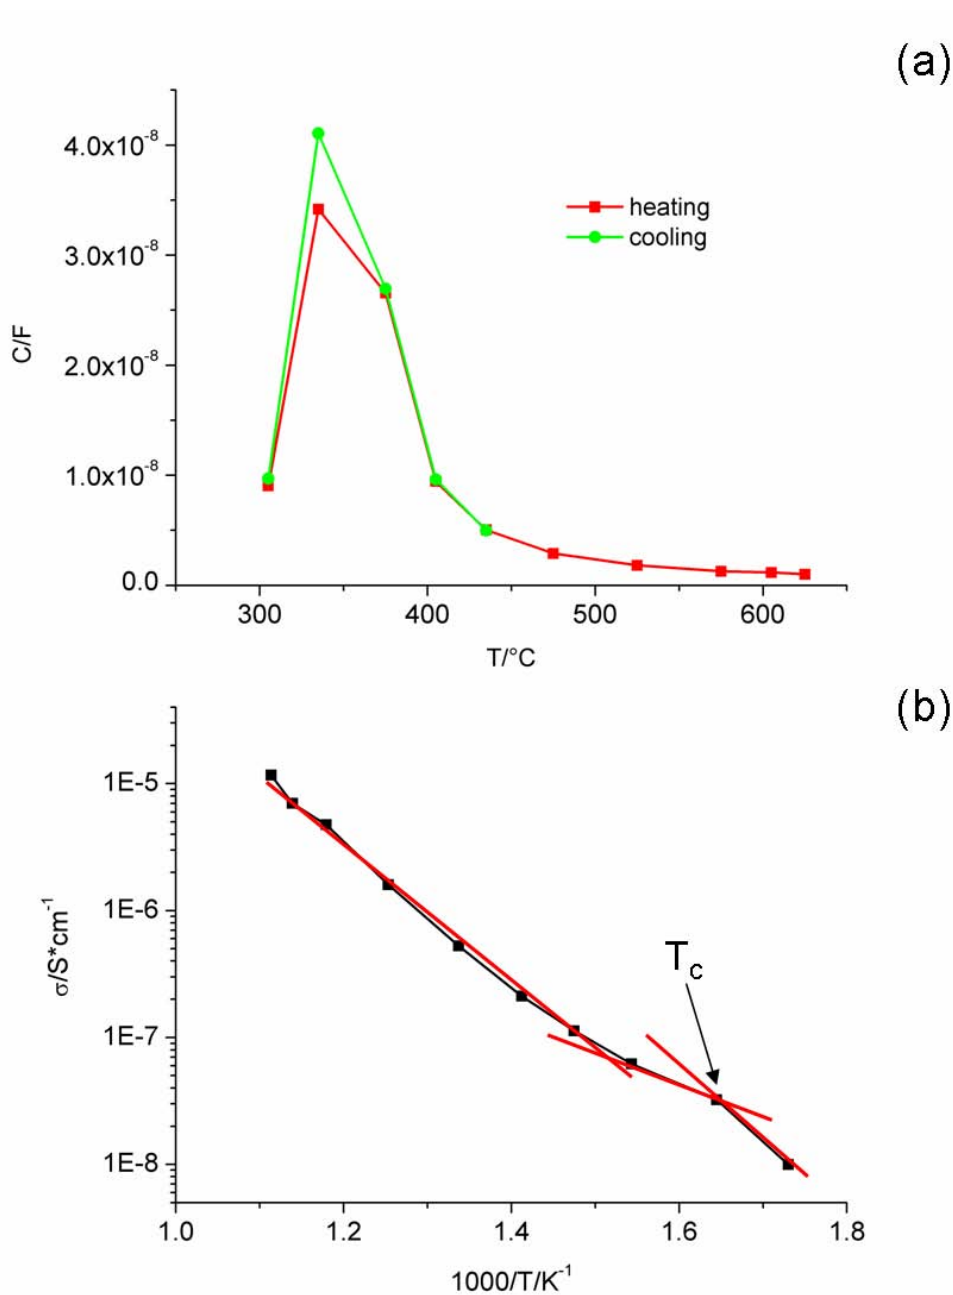 (a)
4.0x10⁻⁸
3.0x10⁻⁸
2.0x10⁻⁸
1.0x10⁻⁸
0.0
C/F
heating
cooling
300 400 500 600
T/°C
(b)
1E-5
1E-6
1E-7
1E-8
σ/S*cm⁻¹
T_c
1.0 1.2 1.4 1.6 1.8
1000/T/K⁻¹